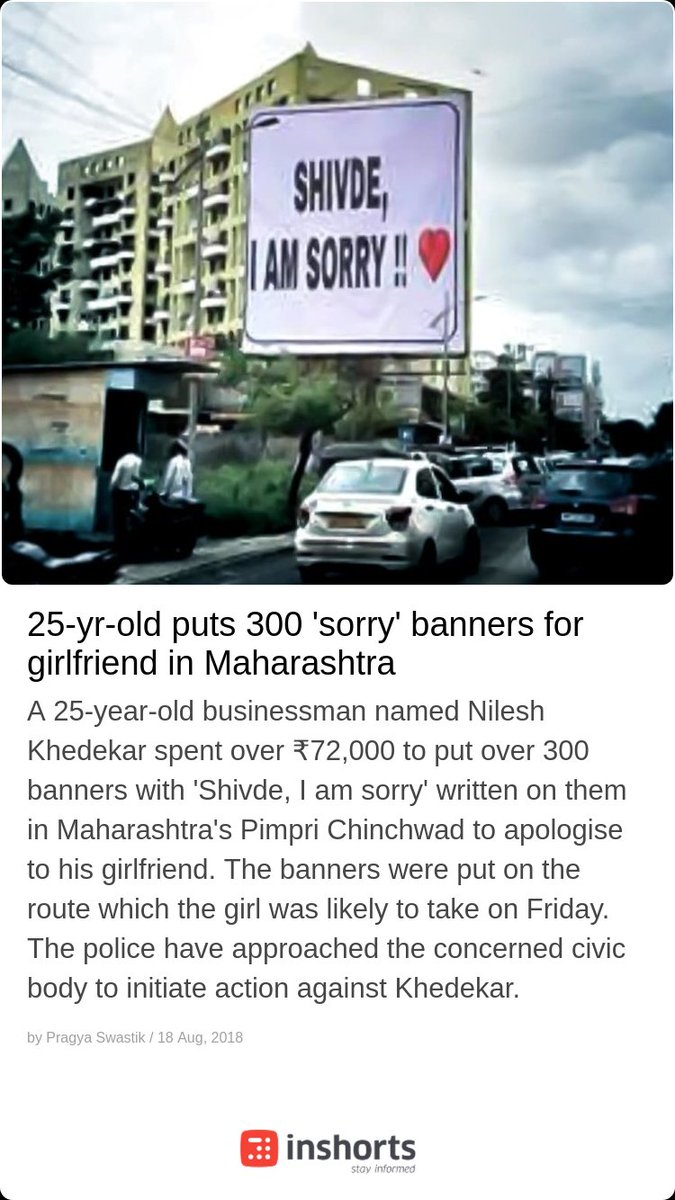 SHIVDE,
I AM SORRY !!
25-yr-old puts 300 'sorry' banners for
girlfriend in Maharashtra
A 25-year-old businessman named Nilesh
Khedekar spent over ₹72,000 to put over 300
banners with 'Shivde, I am sorry' written on them
in Maharashtra's Pimpri Chinchwad to apologise
to his girlfriend. The banners were put on the
route which the girl was likely to take on Friday.
The police have approached the concerned civic
body to initiate action against Khedekar.
by Pragya Swastik / 18 Aug, 2018
inshorts
stay informed